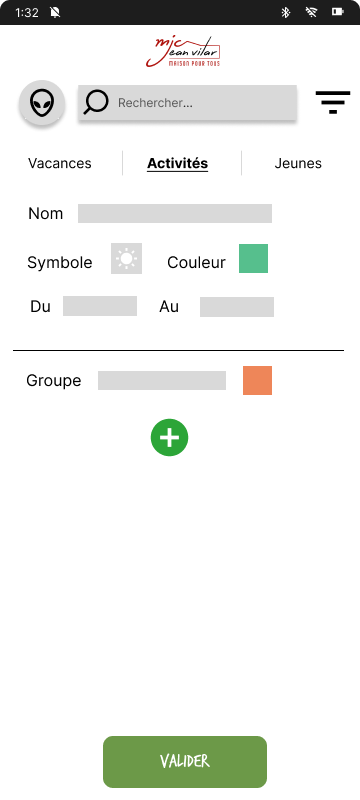 1:32
mjc
Jean vilar
MAISON POUR TOUS
Rechercher...
Vacances
Activités
Jeunes
Nom
Symbole
Couleur
Du
Au
Groupe
VALIDER